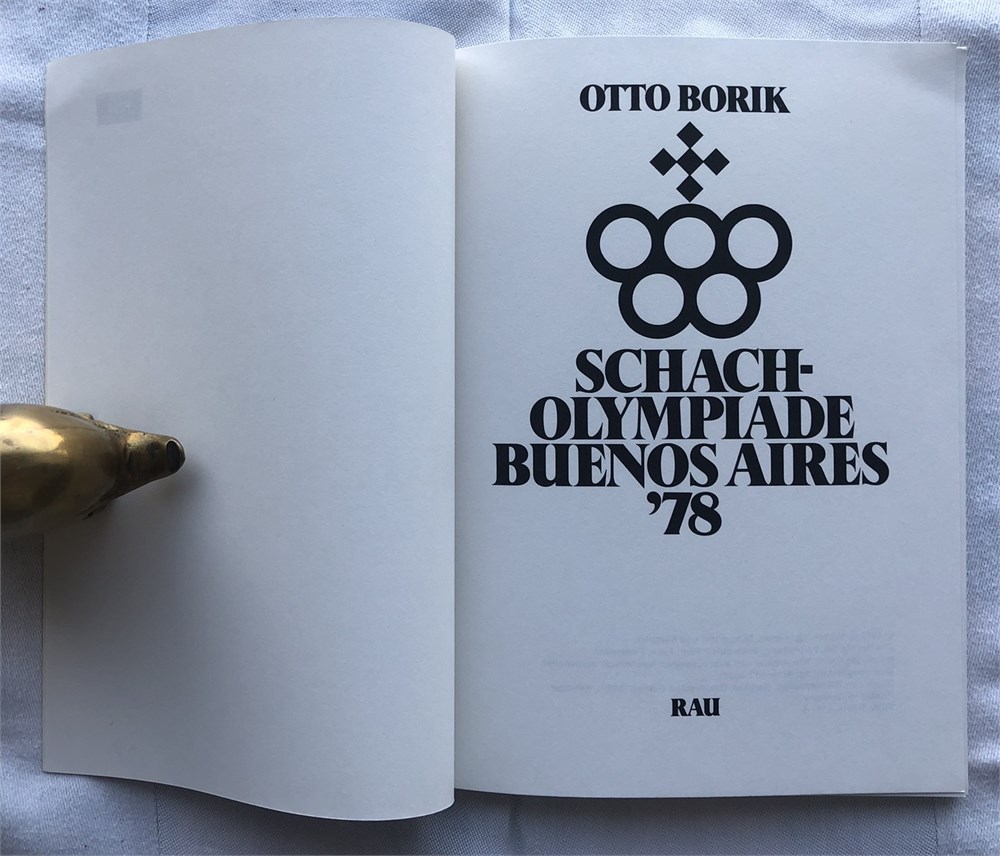 OTTO BORIK
SCHACH-
OLYMPIADE
BUENOS AIRES
’78
RAU